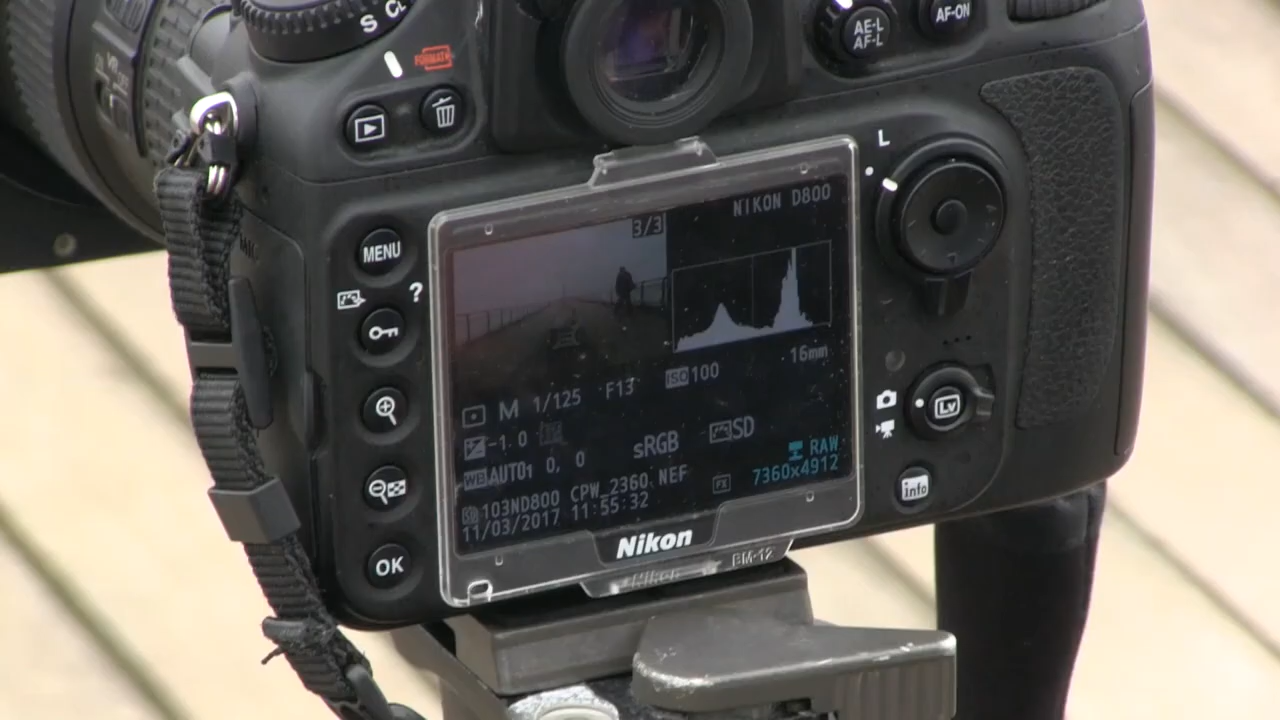 S CL
FORMAT
AE-L
AF-L
AF-ON
L
MENU
?
OK
Lv
info
3/3
NIKON D800
16mm
M 1/125 F13 ISO 100
-1.0
sRGB
SD
WB AUTO1 0, 0
RAW
FX 7360x4912
103ND800 CPW_2360.NEF
11/03/2017 11:55:32
Nikon
Nikon BM-12